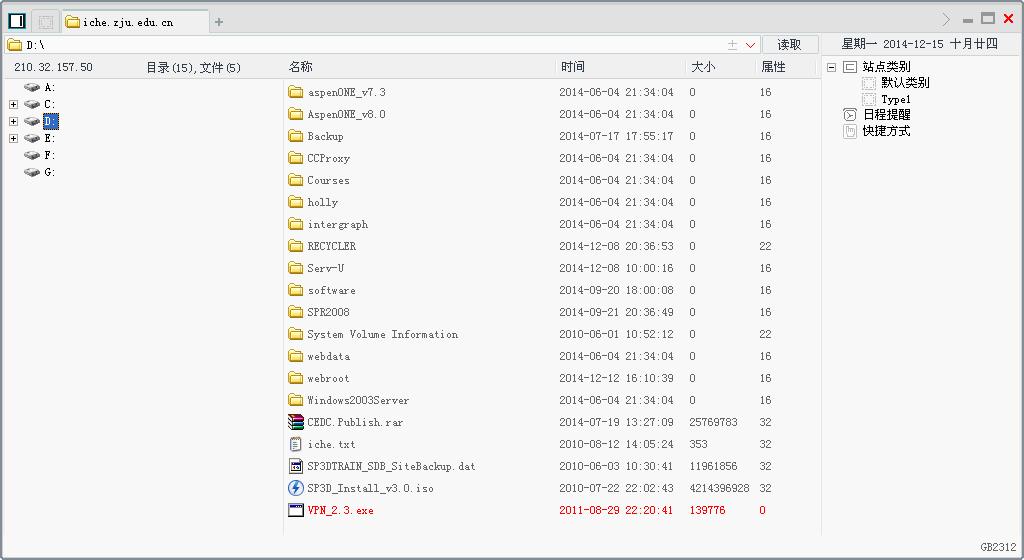 iche.zju.edu.cn
D:\ 读取 星期一 2014-12-15 十月廿四
210.32.157.50 目录(15),文件(5) 名称 时间 大小 属性
A:
C:
D:
E:
F:
G:
aspenONE_v7.3 2014-06-04 21:34:04 0 16
AspenONE_v8.0 2014-06-04 21:34:04 0 16
Backup 2014-07-17 17:55:17 0 16
CCProxy 2014-06-04 21:34:04 0 16
Courses 2014-06-04 21:34:04 0 16
holly 2014-06-04 21:34:04 0 16
intergraph 2014-06-04 21:34:04 0 16
RECYCLER 2014-12-08 20:36:53 0 22
Serv-U 2014-12-08 10:00:16 0 16
software 2014-09-20 18:00:08 0 16
SPR2008 2014-09-21 20:36:49 0 16
System Volume Information 2010-06-01 10:52:12 0 22
webdata 2014-06-04 21:34:04 0 16
webroot 2014-12-12 16:10:39 0 16
Windows2003Server 2014-06-04 21:34:04 0 16
CEDC.Publish.rar 2014-07-19 13:27:09 25769783 32
iche.txt 2010-08-12 14:05:24 353 32
SP3DTRAIN_SDB_SiteBackup.dat 2010-06-03 10:30:41 11961856 32
SP3D_Install_v3.0.iso 2010-07-22 22:02:43 4214396928 32
VPN_2.3.exe 2011-08-29 22:20:41 139776 0
站点类别
默认类别
Type1
日程提醒
快捷方式
GB2312